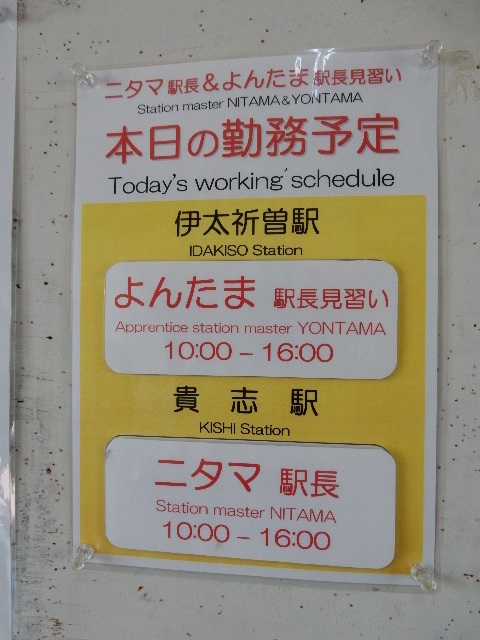 ニタマ 駅長&よんたま 駅長見習い
Station master NITAMA&YONTAMA
本日の勤務予定
Today's working schedule
伊太祈曽駅
IDAKISO Station
よんたま 駅長見習い
Apprentice station master YONTAMA
10:00 – 16:00
貴志駅
KISHI Station
ニタマ 駅長
Station master NITAMA
10:00 – 16:00